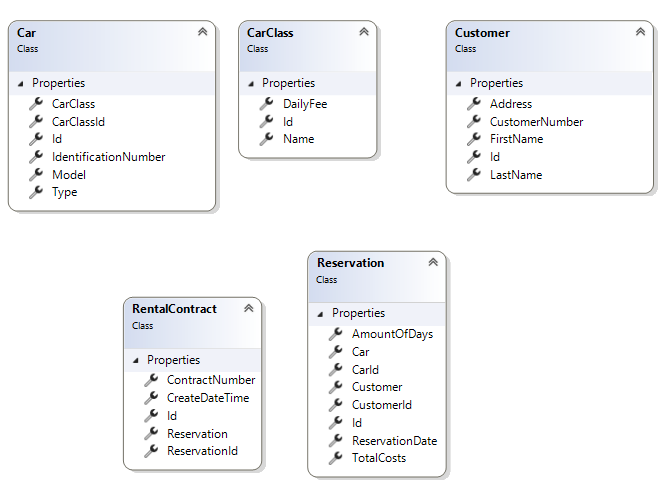 Car
Class
Properties
CarClass
CarClassId
Id
IdentificationNumber
Model
Type
CarClass
Class
Properties
DailyFee
Id
Name
Customer
Class
Properties
Address
CustomerNumber
FirstName
Id
LastName
RentalContract
Class
Properties
ContractNumber
CreateDateTime
Id
Reservation
ReservationId
Reservation
Class
Properties
AmountOfDays
Car
CarId
Customer
CustomerId
Id
ReservationDate
TotalCosts